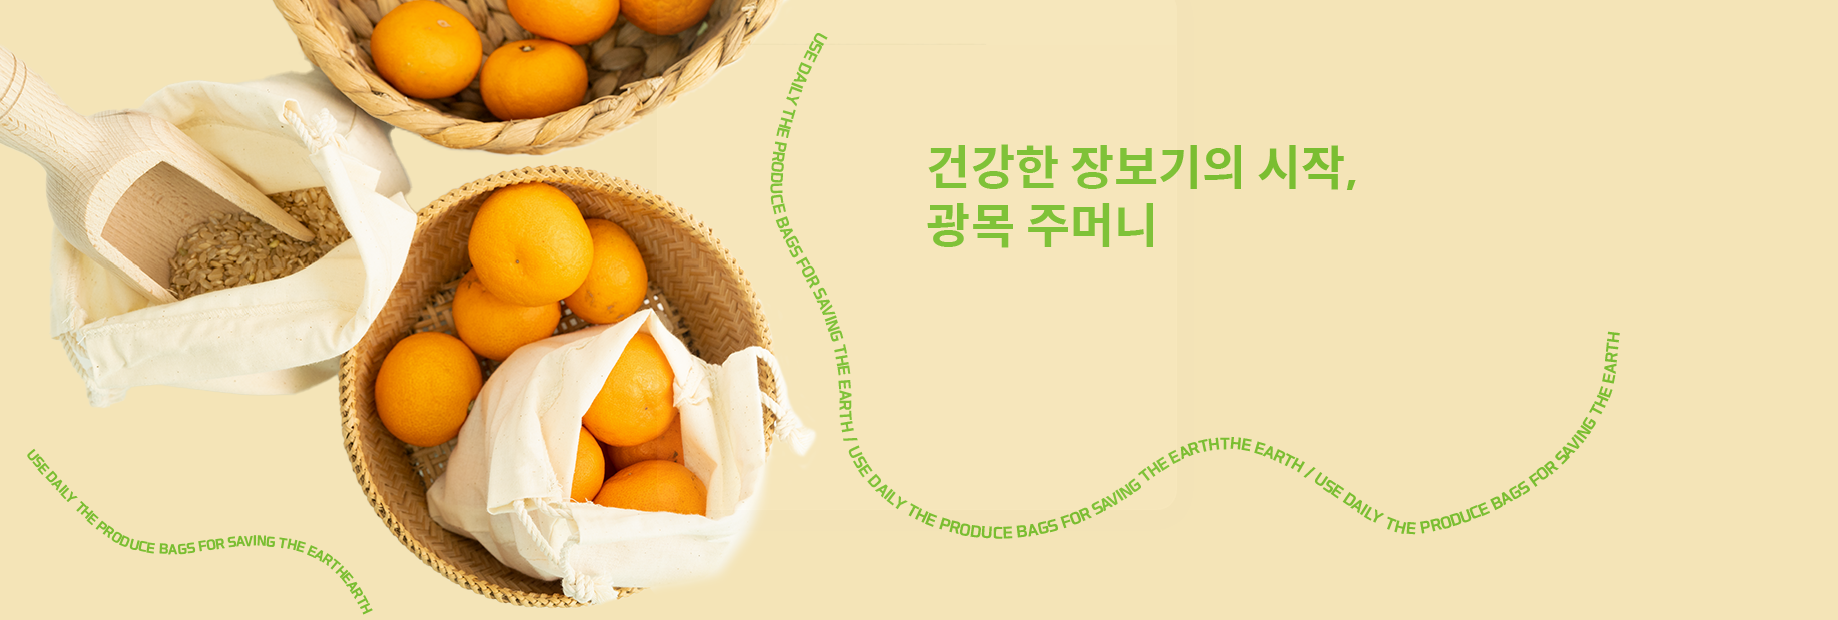 건강한 장보기의 시작,
광목 주머니
USE DAILY THE PRODUCE BAGS FOR SAVING THE EARTH / USE DAILY THE PRODUCE BAGS FOR SAVING THE EARTHTHE EARTH / USE DAILY THE PRODUCE BAGS FOR SAVING THE EARTH
USE DAILY THE PRODUCE BAGS FOR SAVING THE EARTHEARTH